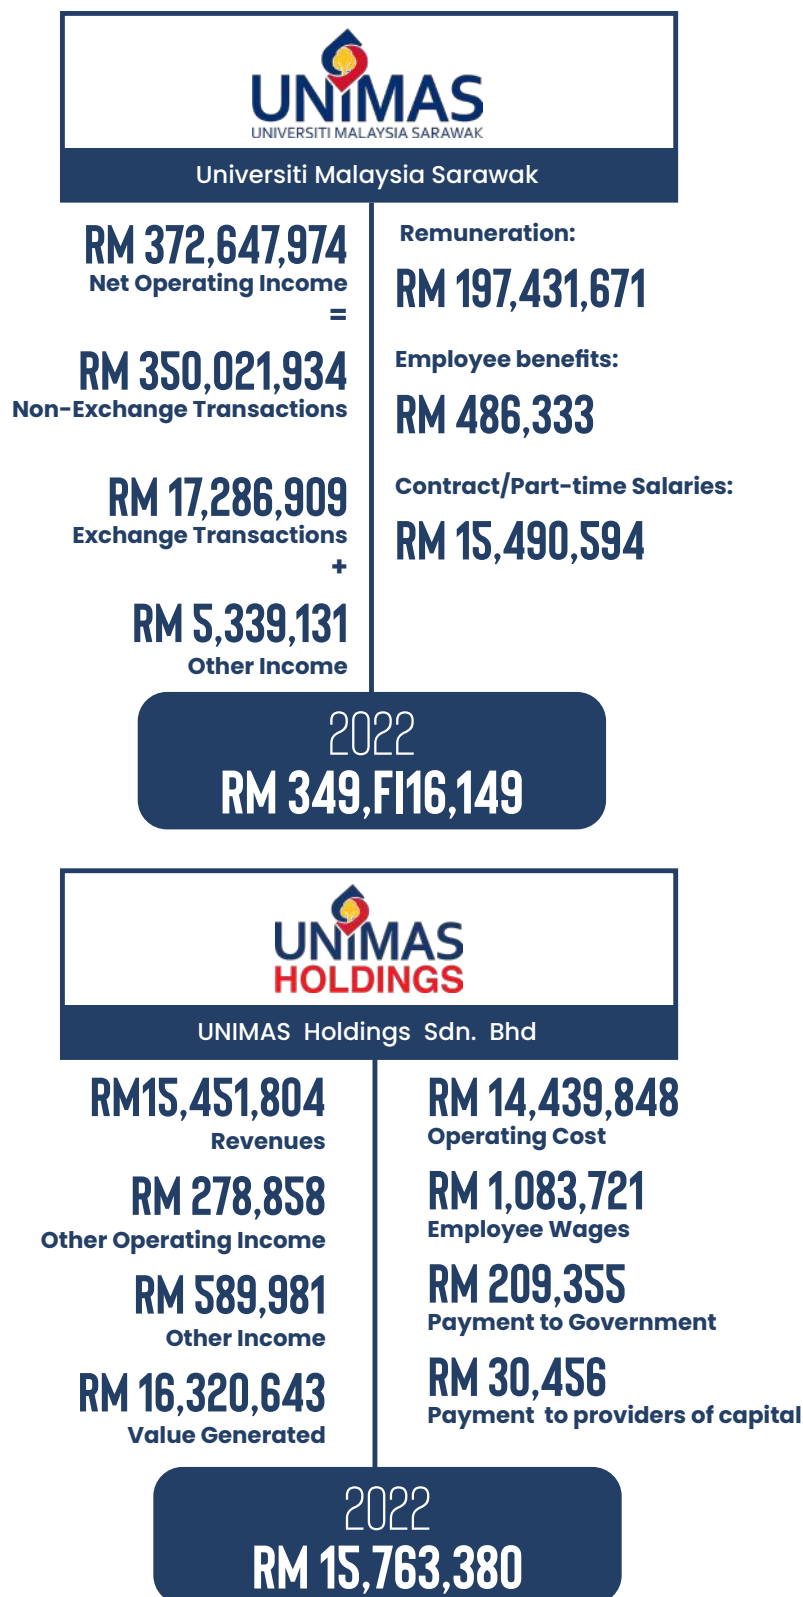 UNIMAS
UNIVERSITI MALAYSIA SARAWAK
Universiti Malaysia Sarawak
RM 372,647,974
Net Operating Income
=
RM 350,021,934
Non-Exchange Transactions
RM 17,286,909
Exchange Transactions
+
RM 5,339,131
Other Income
Remuneration:
RM 197,431,671
Employee benefits:
RM 486,333
Contract/Part-time Salaries:
RM 15,490,594
2022
RM 349,FI16,149
UNIMAS
HOLDINGS
UNIMAS Holdings Sdn. Bhd
RM15,451,804
Revenues
RM 278,858
Other Operating Income
RM 589,981
Other Income
RM 16,320,643
Value Generated
RM 14,439,848
Operating Cost
RM 1,083,721
Employee Wages
RM 209,355
Payment to Government
RM 30,456
Payment to providers of capital
2022
RM 15,763,380